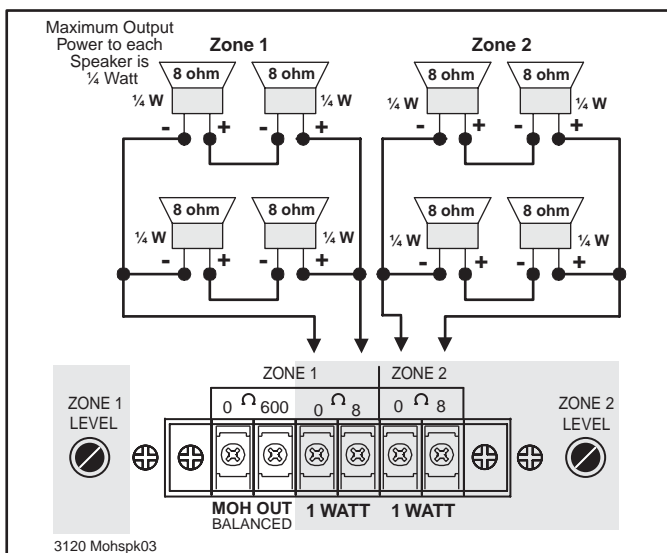 Maximum Output
Power to each
Speaker is
¼ Watt
Zone 1
Zone 2
8 ohm
8 ohm
8 ohm
8 ohm
¼ W
- +
¼ W
¼ W
- +
¼ W
- +
- +
8 ohm
8 ohm
8 ohm
8 ohm
¼ W
- +
¼ W
¼ W
- +
¼ W
- +
- +
ZONE 1
ZONE 2
ZONE 1
LEVEL
0 Ω 600
0 Ω 8
0 Ω 8
ZONE 2
LEVEL
MOH OUT
BALANCED
1 WATT
1 WATT
3120 Mohspk03